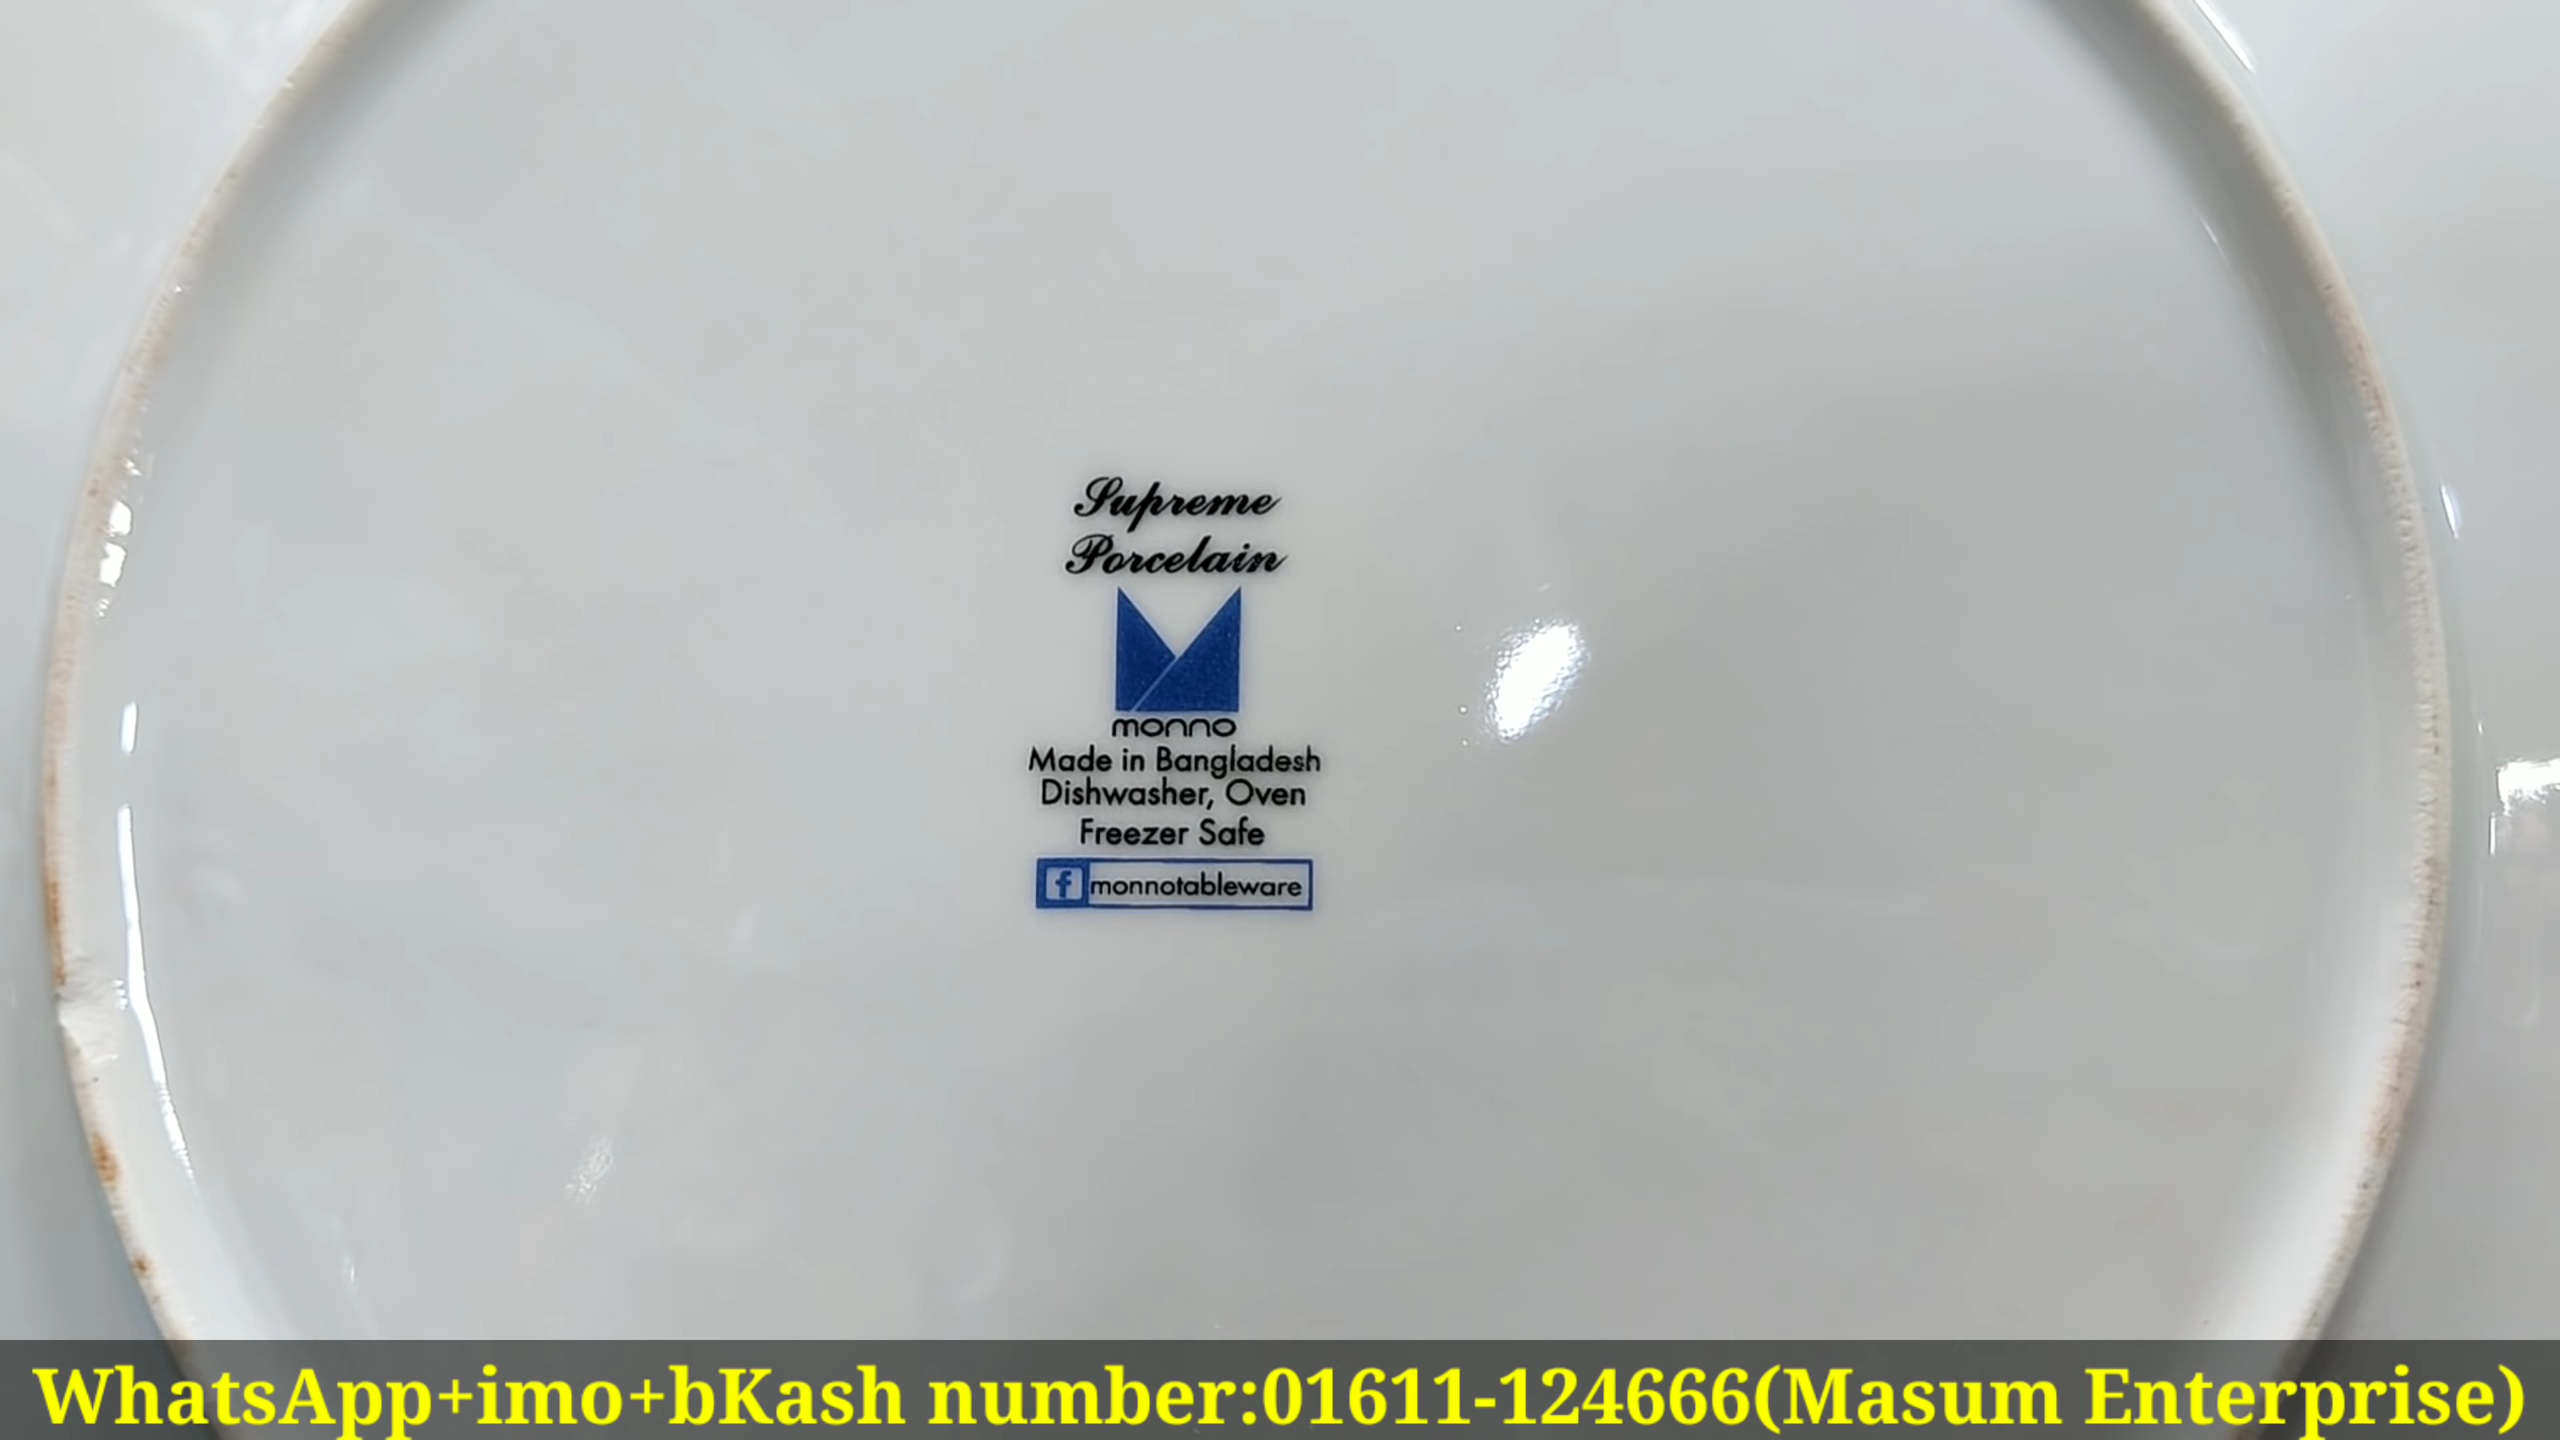 Supreme
Porcelain
monno
Made in Bangladesh
Dishwasher, Oven
Freezer Safe
f monnotableware
WhatsApp+imo+bKash number:01611-124666(Masum Enterprise)